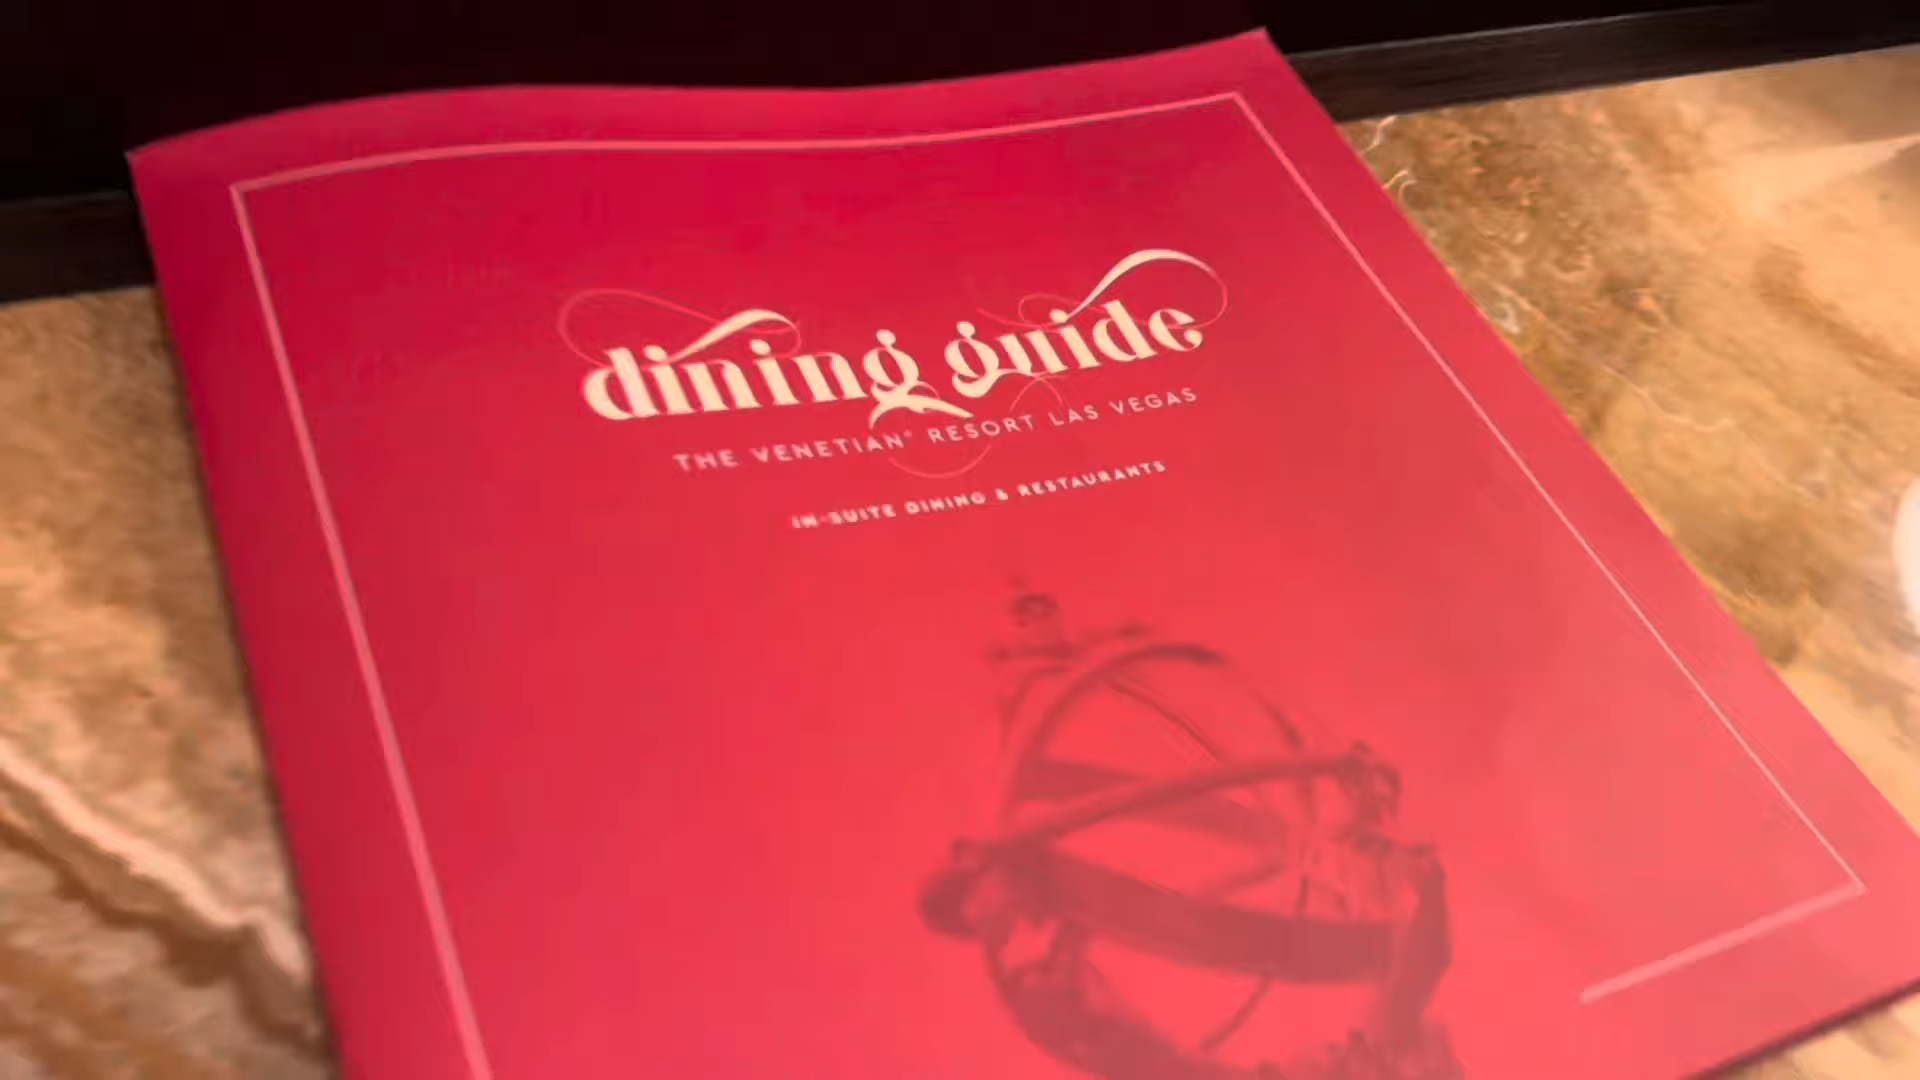 dining guide
THE VENETIAN® RESORT LAS VEGAS
IN-SUITE DINING & RESTAURANTS